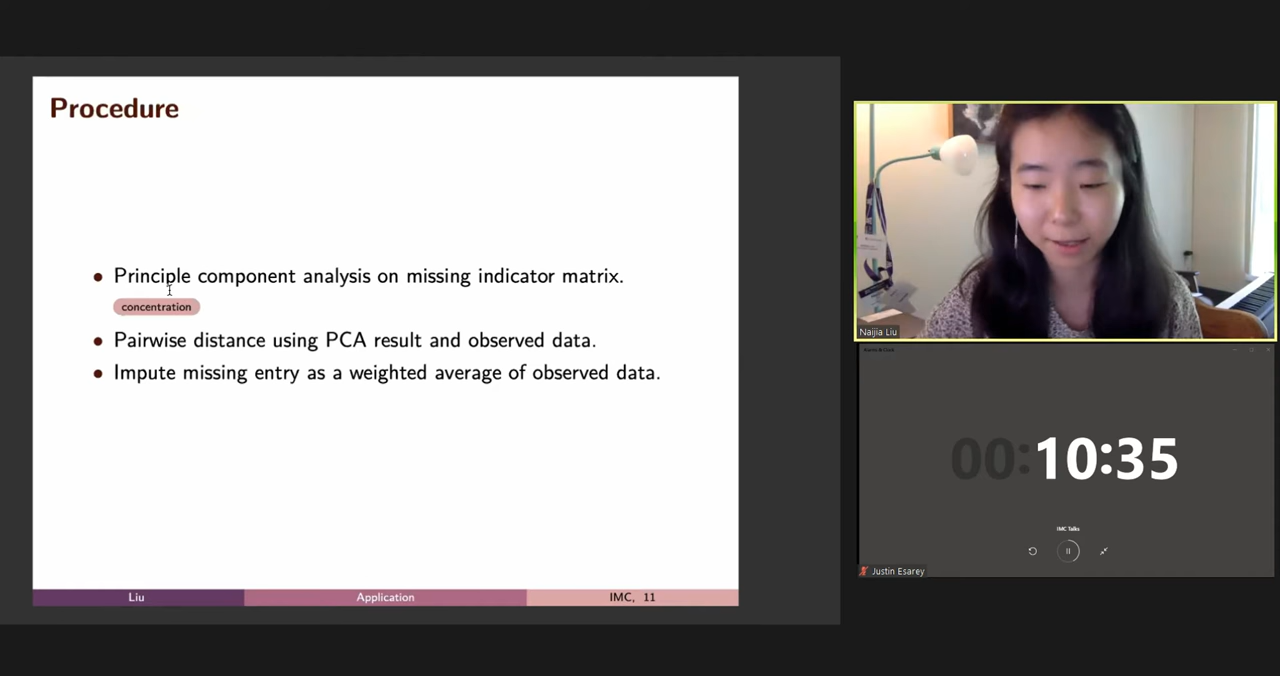 Procedure
Principle component analysis on missing indicator matrix.
concentration
Pairwise distance using PCA result and observed data.
Impute missing entry as a weighted average of observed data.
Liu
Application
IMC, 11
Naijia Liu
00:10:35
IMC Talks
Justin Esarey